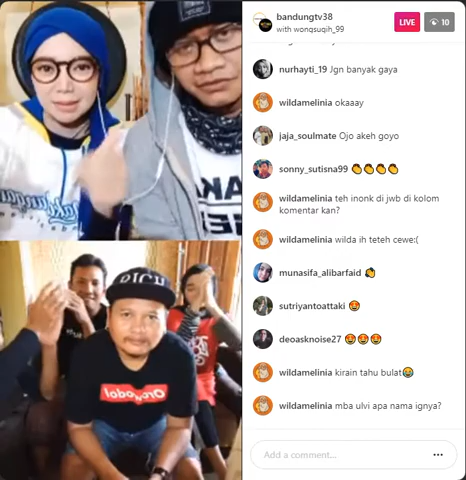 bandungtv38
with wonqsuqih_99
LIVE
10
nurhayti_19 Jgn banyak gaya
wildamelinia okaaay
jaja_soulmate Ojo akeh goyo
sonny_sutisna99 👏👏👏👏
wildamelinia teh inonk di jwb di kolom
komentar kan?
wildamelinia wilda ih teteh cewe:(
munasifa_alibarfaid 👏
sutriyantoattaki 🤩
deoasknoise27 🤩🤩🤩
wildamelinia kirain tahu bulat😭
wildamelinia mba ulvi apa nama ignya?
Add a comment...
RICH